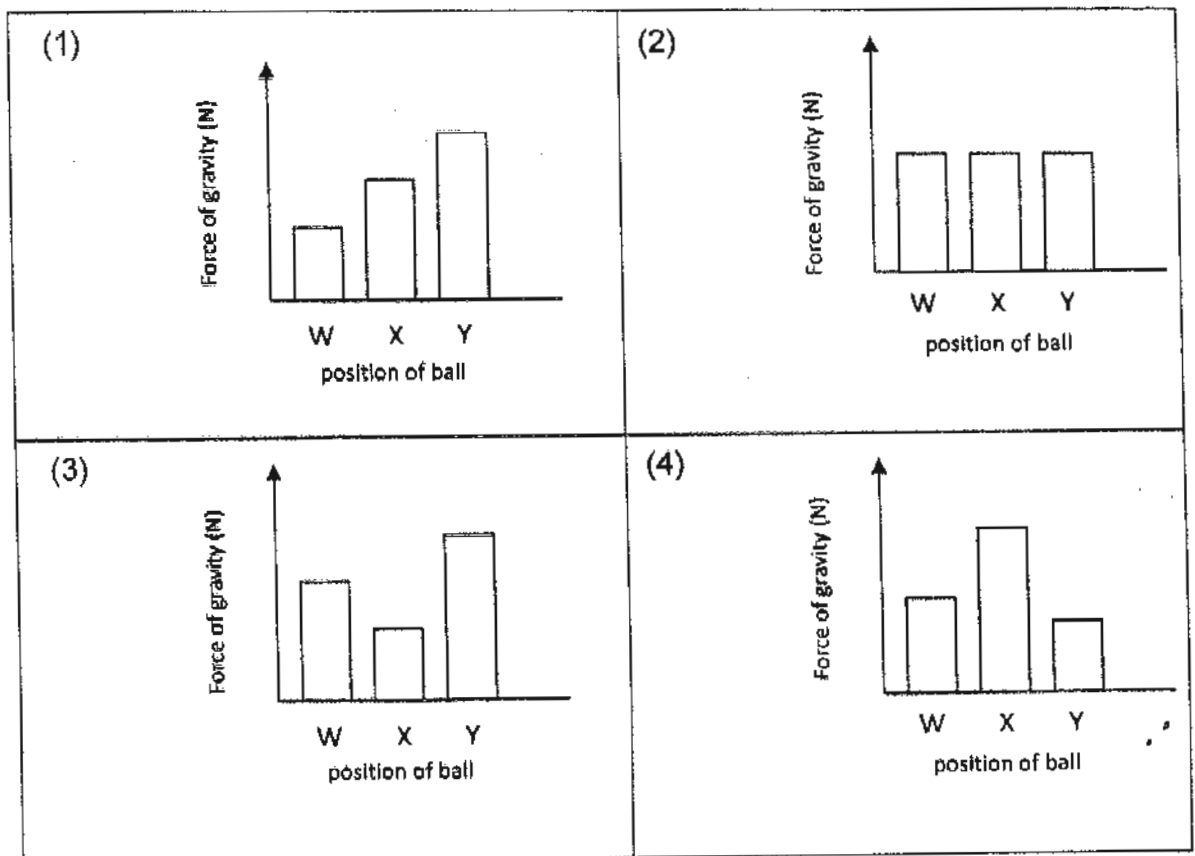 (1)
Force of gravity (N)
W X Y
position of ball
(2)
Force of gravity (N)
W X Y
position of ball
(3)
Force of gravity (N)
W X Y
position of ball
(4)
Force of gravity (N)
W X Y
position of ball